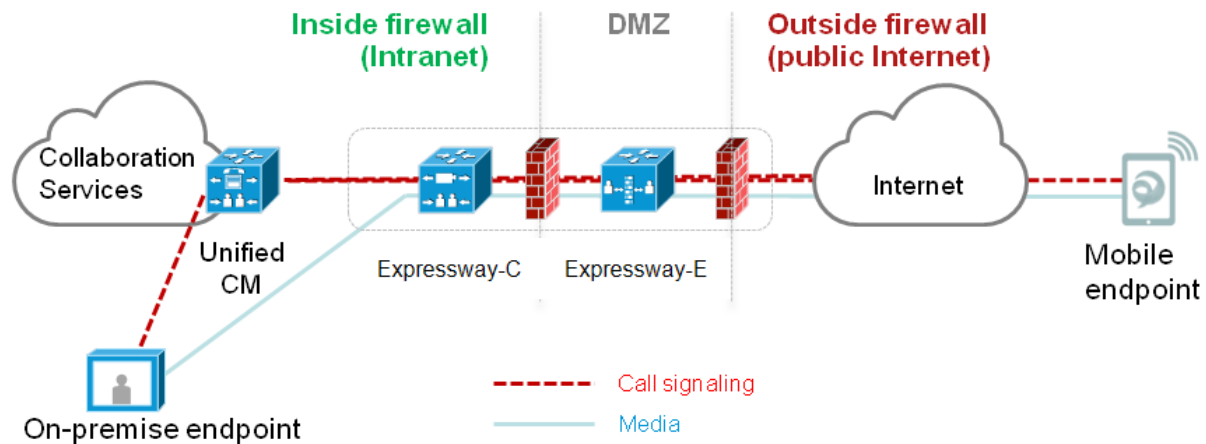 Inside firewall
(Intranet)
DMZ
Outside firewall
(public Internet)
Collaboration
Services
Internet
Unified
CM
Expressway-C
Expressway-E
Mobile
endpoint
Call signaling
Media
On-premise endpoint